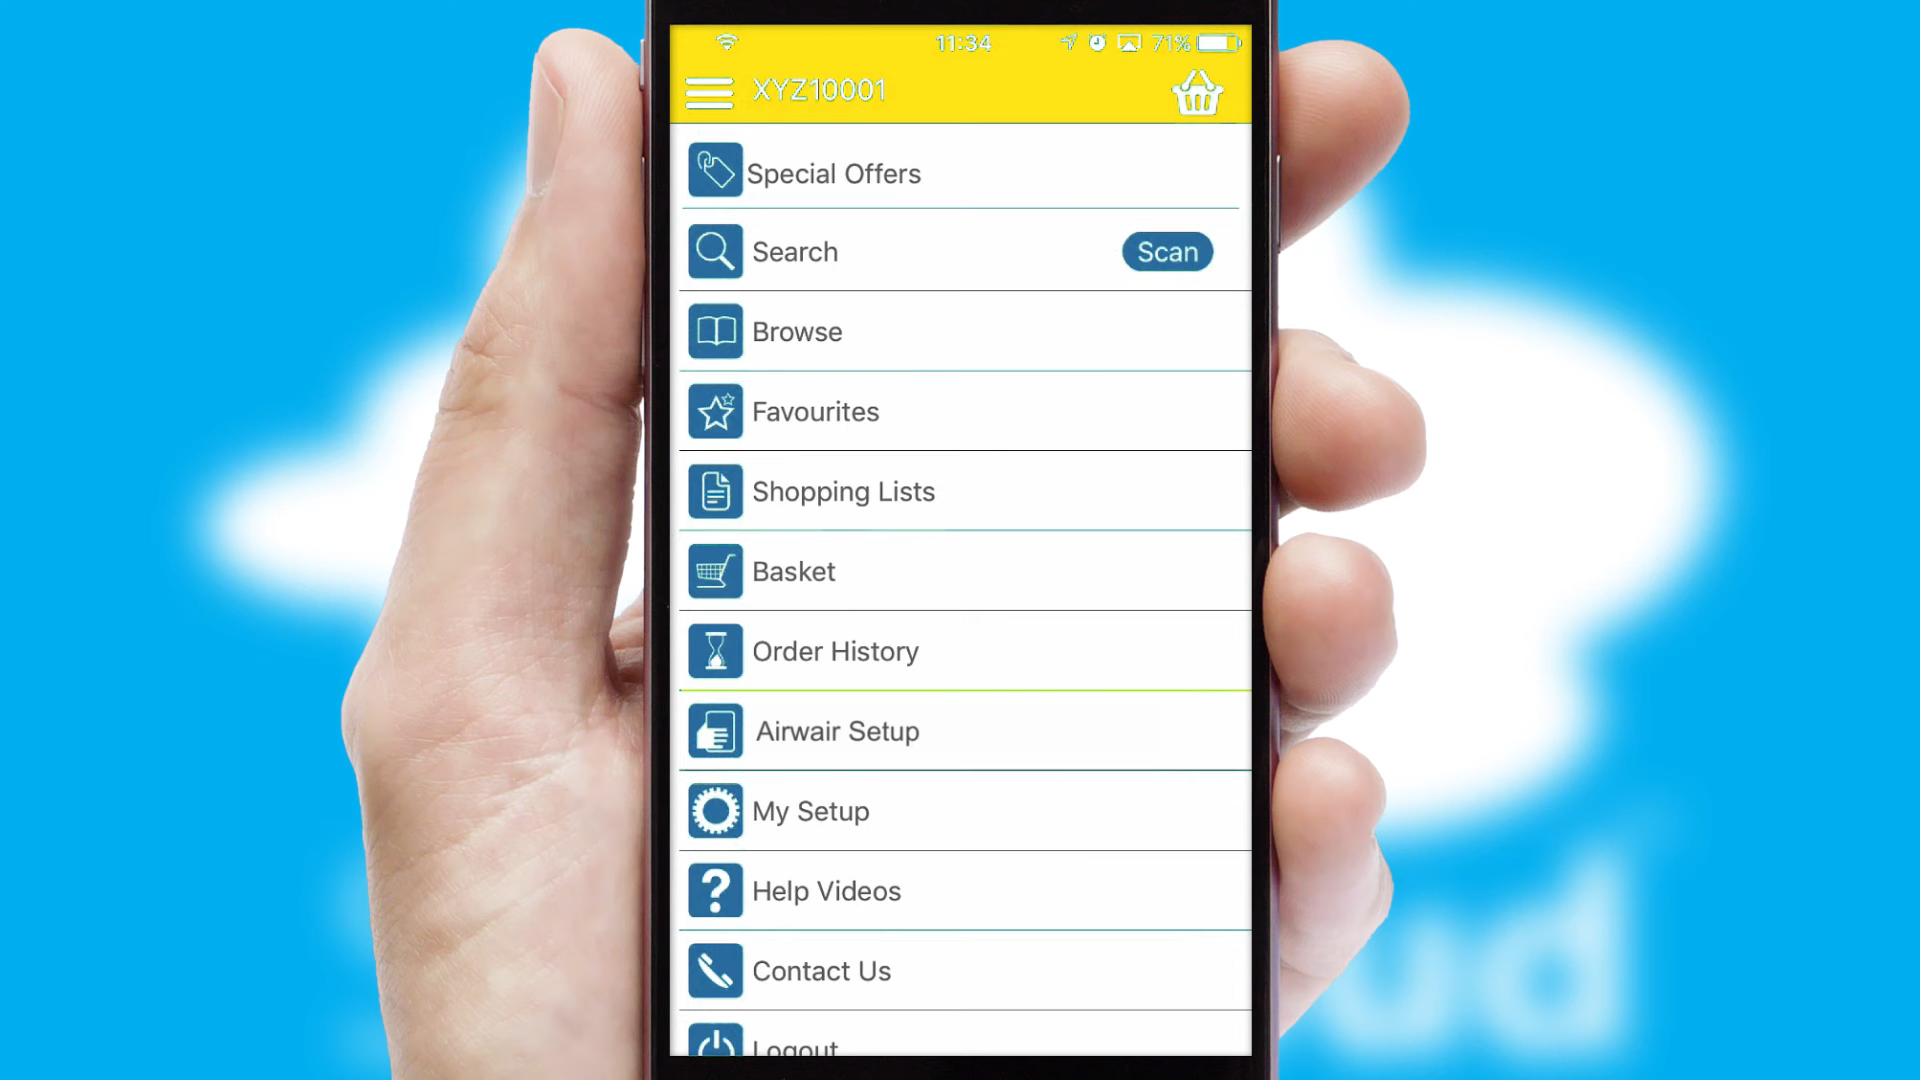 11:34
71%
XYZ10001
Special Offers
Search
Scan
Browse
Favourites
Shopping Lists
Basket
Order History
Airwair Setup
My Setup
Help Videos
Contact Us
Logout